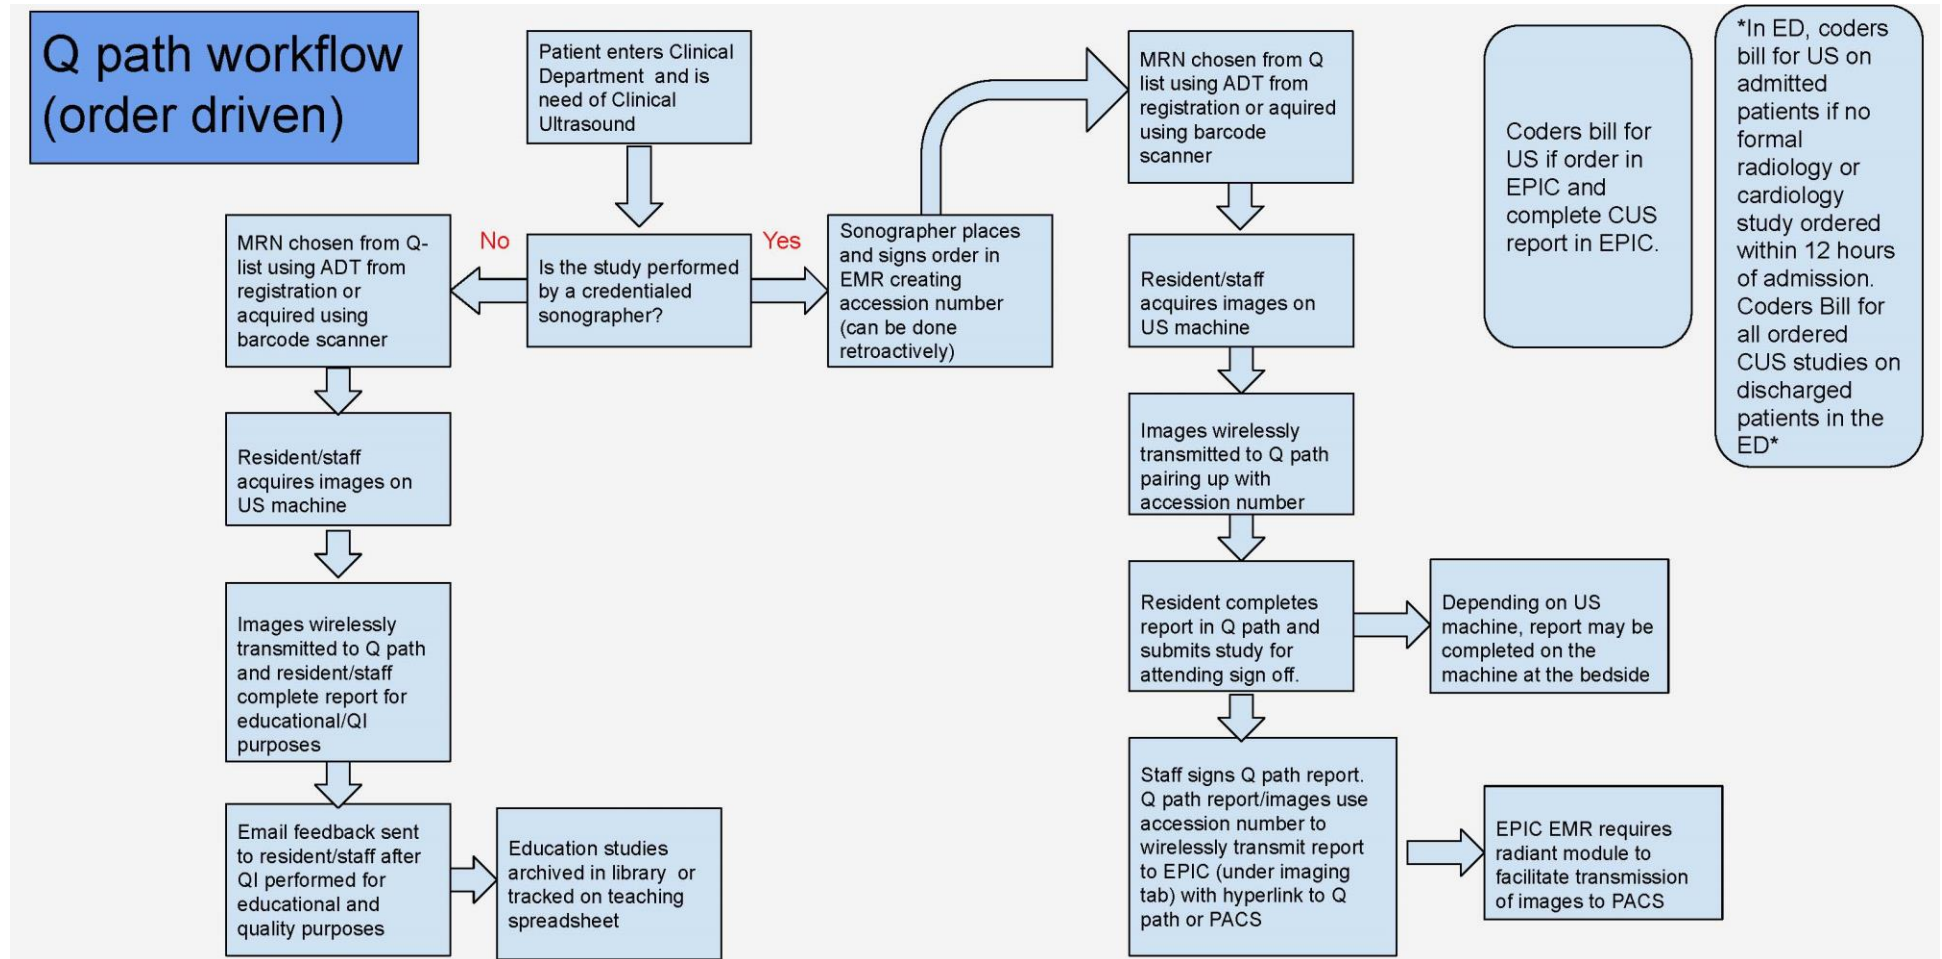 Q path workflow
(order driven)
Patient enters Clinical
Department and is
need of Clinical
Ultrasound
Is the study performed
by a credentialed
sonographer?
No
Yes
MRN chosen from Q-
list using ADT from
registration or
acquired using
barcode scanner
Resident/staff
acquires images on
US machine
Images wirelessly
transmitted to Q path
and resident/staff
complete report for
educational/QI
purposes
Email feedback sent
to resident/staff after
QI performed for
educational and
quality purposes
Education studies
archived in library or
tracked on teaching
spreadsheet
Sonographer places
and signs order in
EMR creating
accession number
(can be done
retroactively)
MRN chosen from Q
list using ADT from
registration or aquired
using barcode
scanner
Resident/staff
acquires images on
US machine
Images wirelessly
transmitted to Q path
pairing up with
accession number
Resident completes
report in Q path and
submits study for
attending sign off.
Depending on US
machine, report may be
completed on the
machine at the bedside
Staff signs Q path report.
Q path report/images use
accession number to
wirelessly transmit report
to EPIC (under imaging
tab) with hyperlink to Q
path or PACS
EPIC EMR requires
radiant module to
facilitate transmission
of images to PACS
Coders bill for
US if order in
EPIC and
complete CUS
report in EPIC.
*In ED, coders
bill for US on
admitted
patients if no
formal
radiology or
cardiology
study ordered
within 12 hours
of admission.
Coders Bill for
all ordered
CUS studies on
discharged
patients in the
ED*